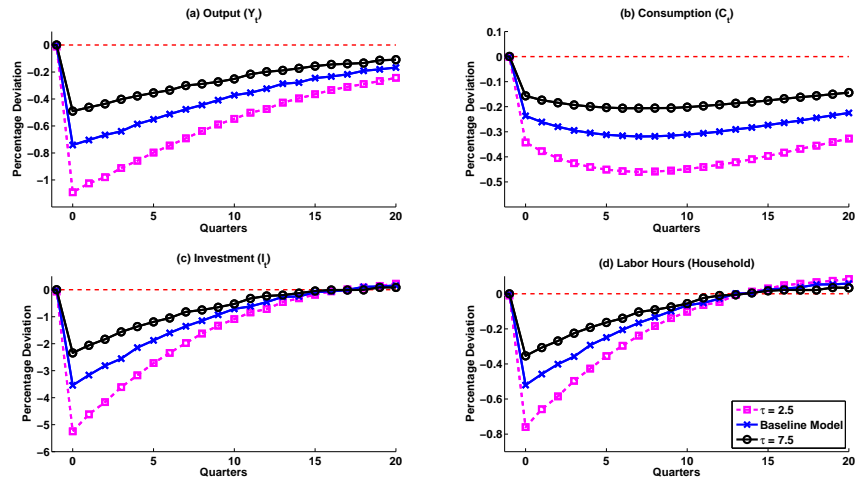 (a) Output (Yt)
0
−0.2
−0.4
−0.6
−0.8
−1
Percentage Deviation
0 5 10 15 20
Quarters
(b) Consumption (Ct)
0.1
0
−0.1
−0.2
−0.3
−0.4
−0.5
Percentage Deviation
0 5 10 15 20
Quarters
(c) Investment (It)
1
0
−1
−2
−3
−4
−5
−6
Percentage Deviation
0 5 10 15 20
Quarters
(d) Labor Hours (Household)
0
−0.2
−0.4
−0.6
−0.8
Percentage Deviation
0 5 10 15 20
Quarters
τ = 2.5
Baseline Model
τ = 7.5